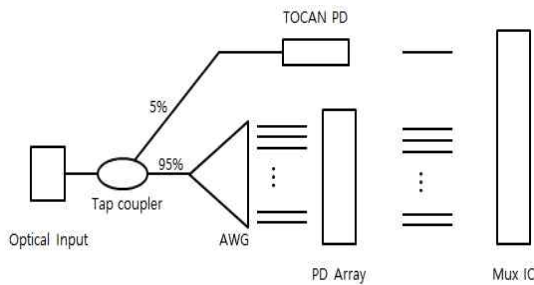 TOCAN PD
5%
95%
Tap coupler
Optical Input
AWG
PD Array
Mux IC